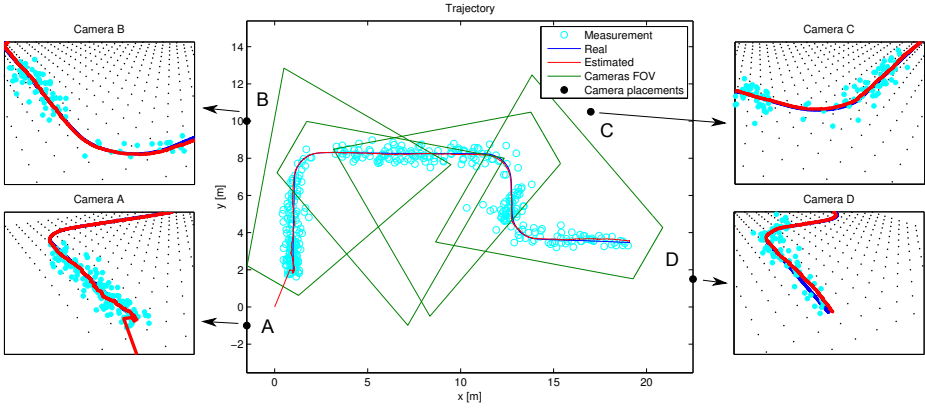 Trajectory
Camera B
Camera C
Measurement
Real
Estimated
Cameras FOV
Camera placements
14
12
10
8
6
4
2
0
−2
y [m]
B
C
D
A
Camera A
Camera D
0
5
10
15
20
x [m]